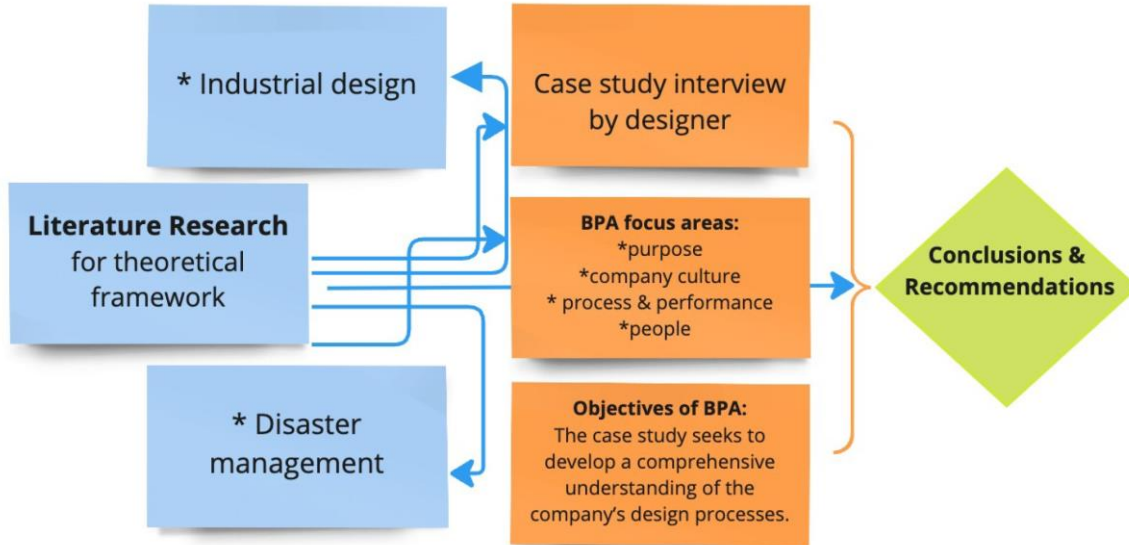 * Industrial design
Case study interview
by designer
Literature Research
for theoretical
framework
BPA focus areas:
*purpose
*company culture
* process & performance
*people
Conclusions &
Recommendations
* Disaster
management
Objectives of BPA:
The case study seeks to
develop a comprehensive
understanding of the
company’s design processes.